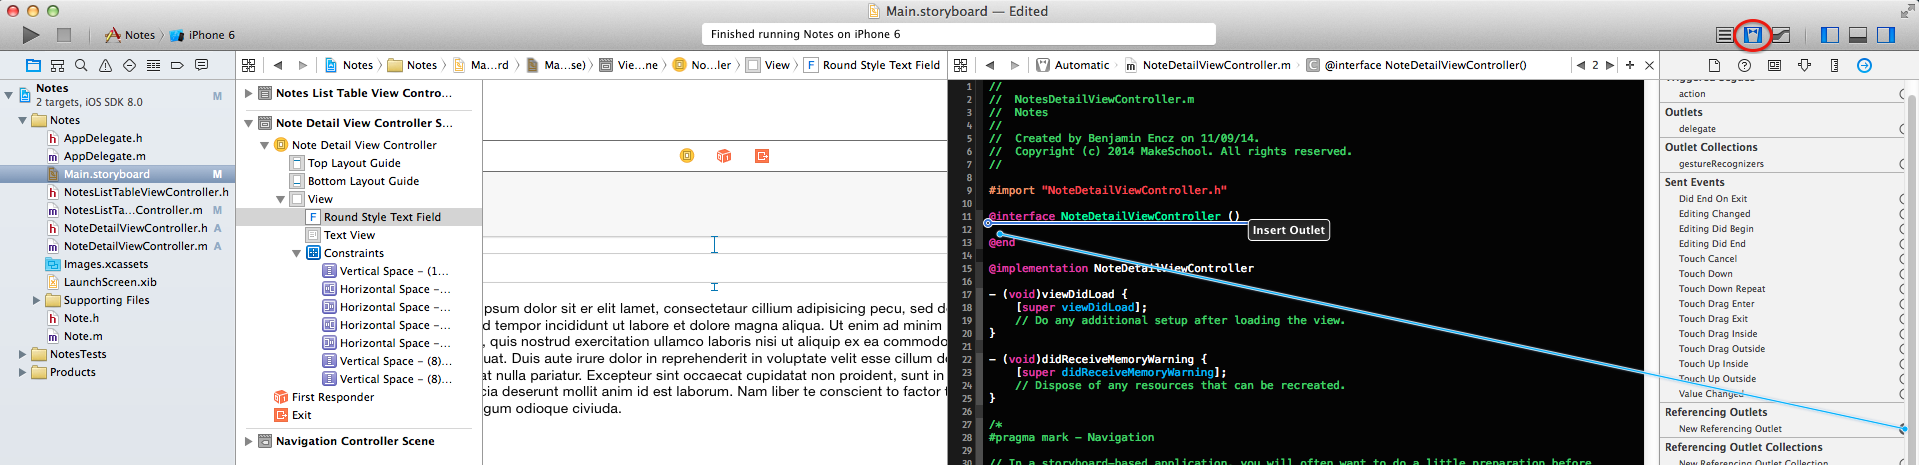 Main.storyboard — Edited
Notes
iPhone 6
Finished running Notes on iPhone 6
Notes
2 targets, iOS SDK 8.0
M
Notes
AppDelegate.h
AppDelegate.m
Main.storyboard
M
NotesListTableViewController.h
NotesListTa...Controller.m
M
NoteDetailViewController.h
A
NoteDetailViewController.m
A
Images.xcassets
LaunchScreen.xib
Supporting Files
Note.h
Note.m
NotesTests
Products
Notes
Notes
Ma...rd
Ma...se)
Vie...ne
No...ler
View
F
Round Style Text Field
Notes List Table View Contro...
Note Detail View Controller S...
Note Detail View Controller
Top Layout Guide
Bottom Layout Guide
View
F
Round Style Text Field
Text View
Constraints
Vertical Space - (1...
Horizontal Space -...
Horizontal Space -...
Horizontal Space -...
Horizontal Space -...
Vertical Space - (8)...
Vertical Space - (8)...
First Responder
Exit
Navigation Controller Scene
psum dolor sit er elit lamet, consectetaur cillium adipisicing pecu, sed d
d tempor incididunt ut labore et dolore magna aliqua. Ut enim ad minim
, quis nostrud exercitation ullamco laboris nisi ut aliquip ex ea commodo
uat. Duis aute irure dolor in reprehenderit in voluptate velit esse cillum d
at nulla pariatur. Excepteur sint occaecat cupidatat non proident, sunt in
cia deserunt mollit anim id est laborum. Nam liber te conscient to factor t
gum odioque civiuda.
Automatic
NoteDetailViewController.m
C
@interface NoteDetailViewController()
2
1 //
2 //  NotesDetailViewController.m
3 //  Notes
4 //
5 //  Created by Benjamin Encz on 11/09/14.
6 //  Copyright (c) 2014 MakeSchool. All rights reserved.
7 //
8
9 #import "NoteDetailViewController.h"
10
11 @interface NoteDetailViewController ()
Insert Outlet
12
13 @end
14
15 @implementation NoteDetailViewController
16
17 - (void)viewDidLoad {
18 [super viewDidLoad];
19 // Do any additional setup after loading the view.
20 }
21
22 - (void)didReceiveMemoryWarning {
23 [super didReceiveMemoryWarning];
24 // Dispose of any resources that can be recreated.
25 }
26
27 /*
28 #pragma mark - Navigation
29
30 // In a storyboard-based application, you will often want to do a little preparation before
Triggered Segues
action
Outlets
delegate
Outlet Collections
gestureRecognizers
Sent Events
Did End On Exit
Editing Changed
Editing Did Begin
Editing Did End
Touch Cancel
Touch Down
Touch Down Repeat
Touch Drag Enter
Touch Drag Exit
Touch Drag Inside
Touch Drag Outside
Touch Up Inside
Touch Up Outside
Value Changed
Referencing Outlets
New Referencing Outlet
Referencing Outlet Collections
New Referencing Outlet Collection